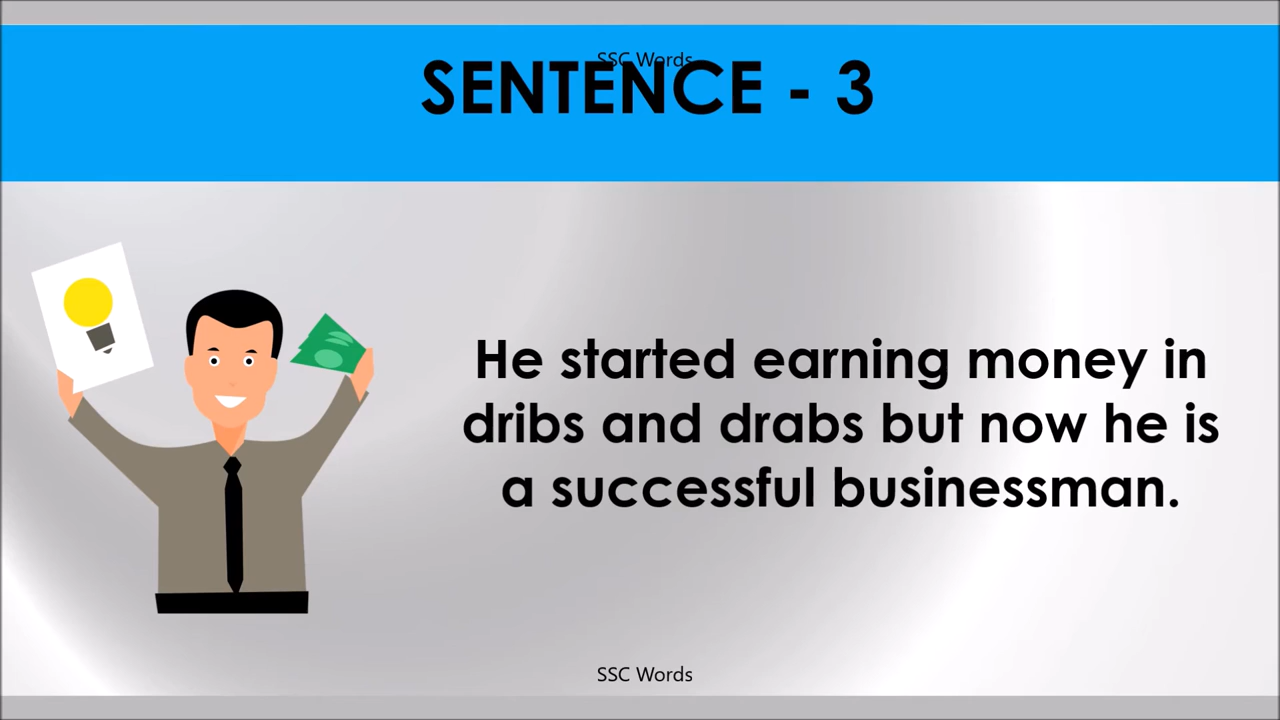 SSC Words
SENTENCE - 3
He started earning money in
dribs and drabs but now he is
a successful businessman.
SSC Words